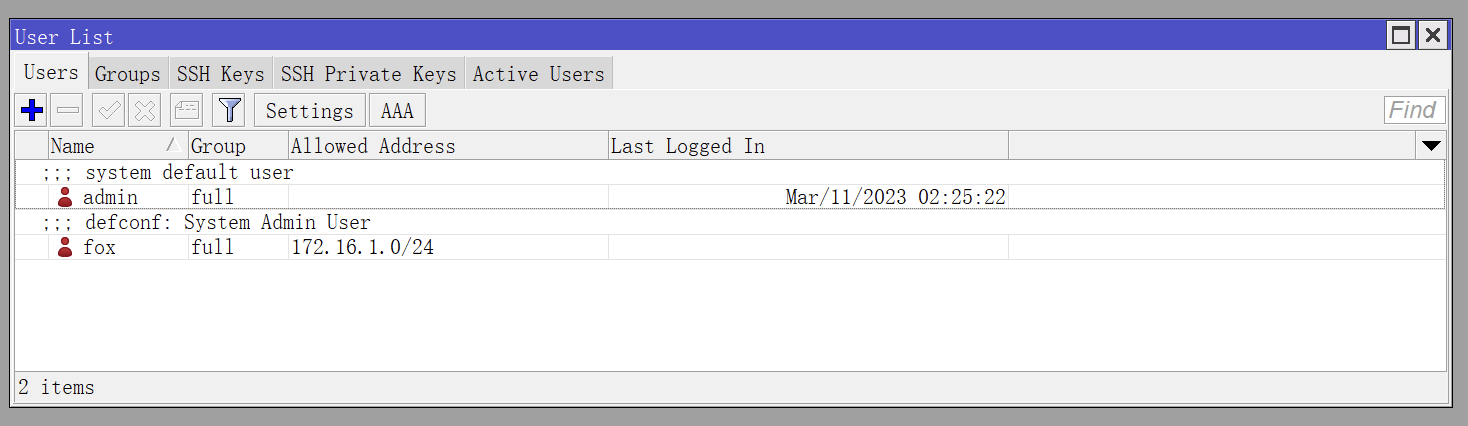 User List
Users Groups SSH Keys SSH Private Keys Active Users
Settings AAA Find
Name Group Allowed Address Last Logged In
;;; system default user
admin full Mar/11/2023 02:25:22
;;; defconf: System Admin User
fox full 172.16.1.0/24
2 items